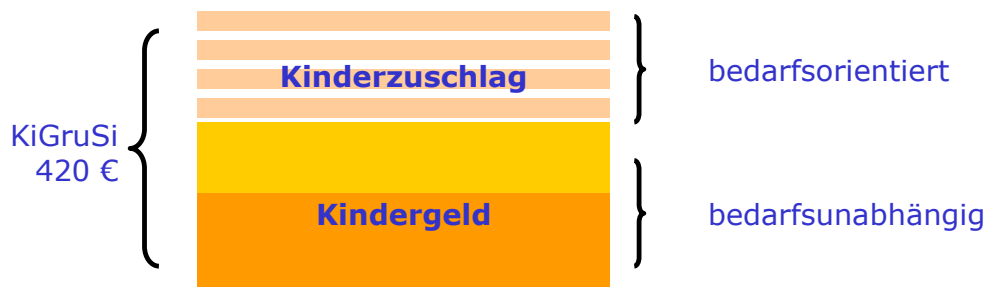 Kinderzuschlag
bedarfsorientiert
KiGruSi
420 €
Kindergeld
bedarfsunabhängig